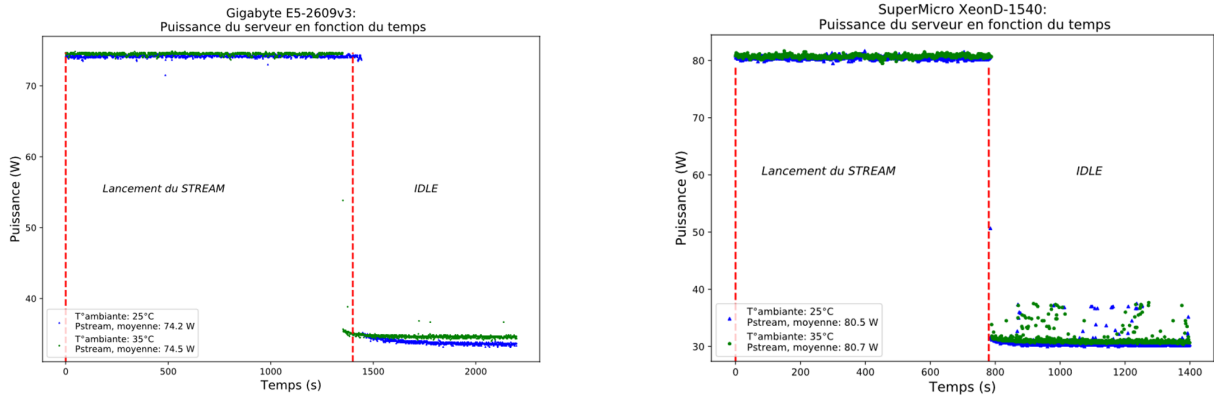 Gigabyte E5-2609v3:
Puissance du serveur en fonction du temps
Puissance (W)
70
60
50
40
Lancement du STREAM
IDLE
T°ambiante: 25°C
Pstream, moyenne: 74.2 W
T°ambiante: 35°C
Pstream, moyenne: 74.5 W
0
500
1000
1500
2000
Temps (s)
SuperMicro XeonD-1540:
Puissance du serveur en fonction du temps
Puissance (W)
80
70
60
50
40
30
Lancement du STREAM
IDLE
T°ambiante: 25°C
Pstream, moyenne: 80.5 W
T°ambiante: 35°C
Pstream, moyenne: 80.7 W
0
200
400
600
800
1000
1200
1400
Temps (s)